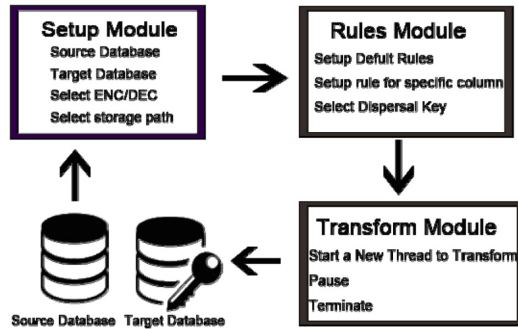 Setup Module
Source Database
Target Database
Select ENC/DEC
Select storage path
Rules Module
Setup Defult Rules
Setup rule for specific column
Select Dispersal Key
Transform Module
Start a New Thread to Transform
Pause
Terminate
Source Database
Target Database